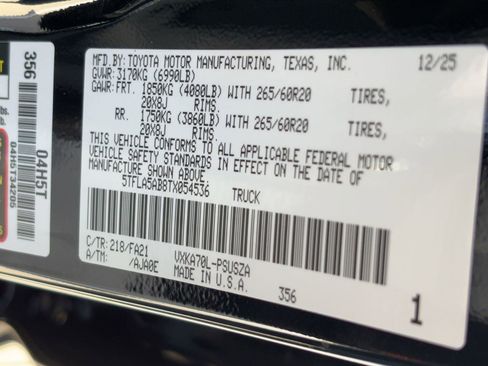 MFD.BY: TOYOTA MOTOR MANUFACTURING, TEXAS, INC. 12/25
GVWR: 3170KG (6990LB)
GAWR: FRT. 1850KG (4080LB) WITH 265/60R20 TIRES,
20X8J RIMS.
RR. 1750KG (3860LB) WITH 265/60R20 TIRES,
20X8J RIMS.
THIS VEHICLE CONFORMS TO ALL APPLICABLE FEDERAL MOTOR
VEHICLE SAFETY STANDARDS IN EFFECT ON THE DATE OF
MANUFACTURE SHOWN ABOVE.
5TFLA5AB8TX054536 TRUCK
C/TR: 218/FA21 VXKA70L-PSUSZA
A/TM: /AJA0E MADE IN U.S.A.
356
1
356
04H5T